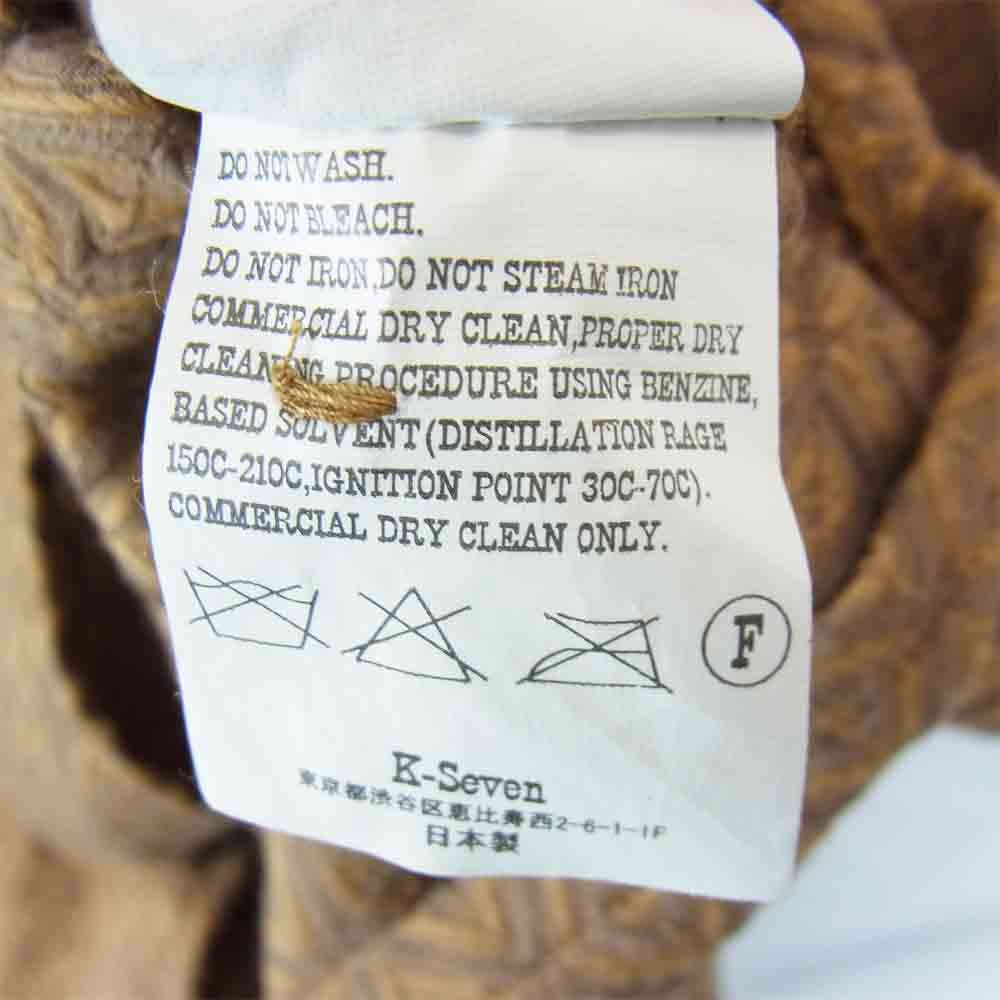 DO NOT WASH.
DO NOT BLEACH.
DO NOT IRON,DO NOT STEAM IRON
COMMERCIAL DRY CLEAN,PROPER DRY
CLEANING PROCEDURE USING BENZINE,
BASED SOLVENT(DISTILLATION RAGE
150C-210C,IGNITION POINT 30C-70C).
COMMERCIAL DRY CLEAN ONLY.
F
K-Seven
東京都渋谷区恵比寿西2-6-1-1F
日本製